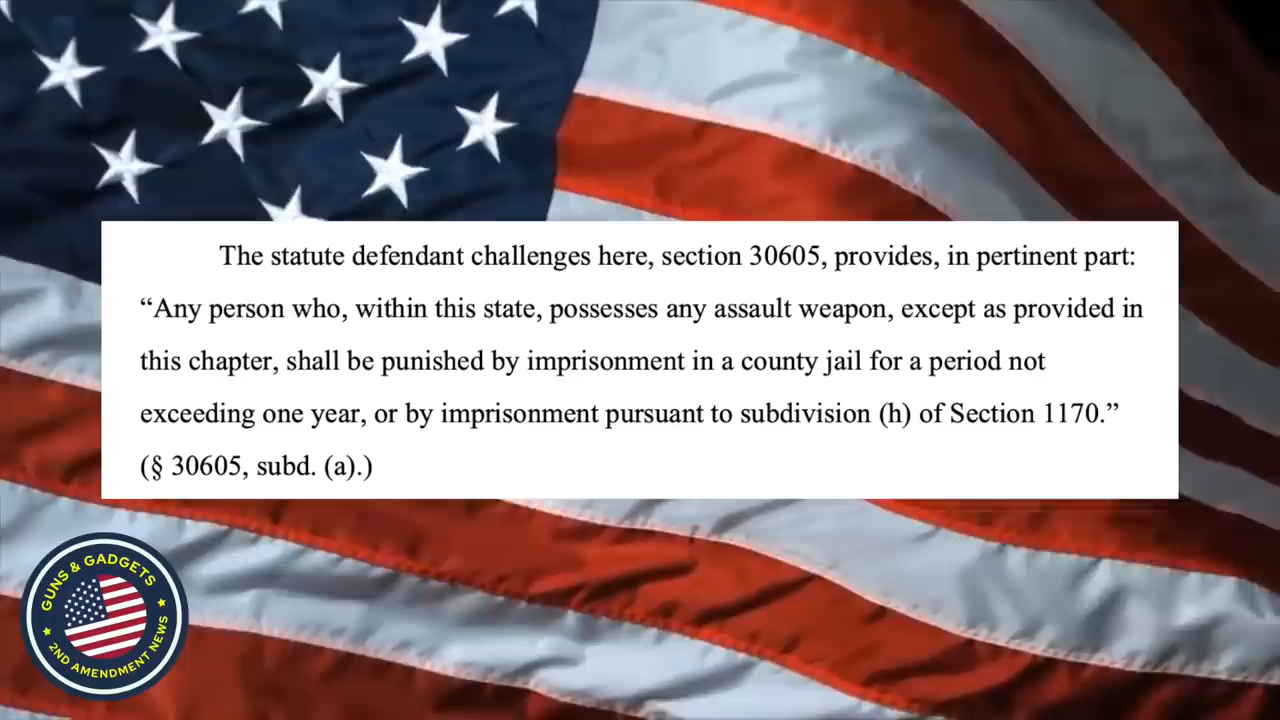 The statute defendant challenges here, section 30605, provides, in pertinent part:
“Any person who, within this state, possesses any assault weapon, except as provided in
this chapter, shall be punished by imprisonment in a county jail for a period not
exceeding one year, or by imprisonment pursuant to subdivision (h) of Section 1170.”
(§ 30605, subd. (a).)
GUNS & GADGETS
2ND AMENDMENT NEWS